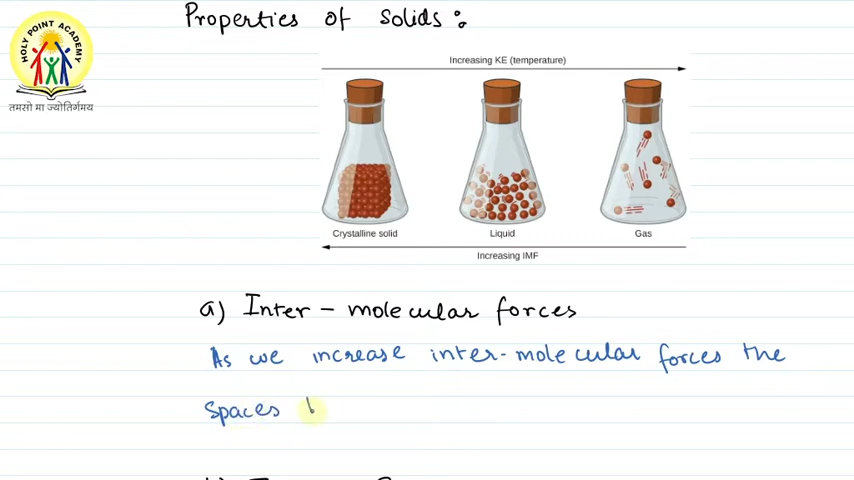 HOLY POINT ACADEMY
तमसो मा ज्योतिर्गमय
Properties of solids :
Increasing KE (temperature)
Crystalline solid
Liquid
Gas
Increasing IMF
a) Inter - molecular forces
As we increase inter-molecular forces the
Spaces